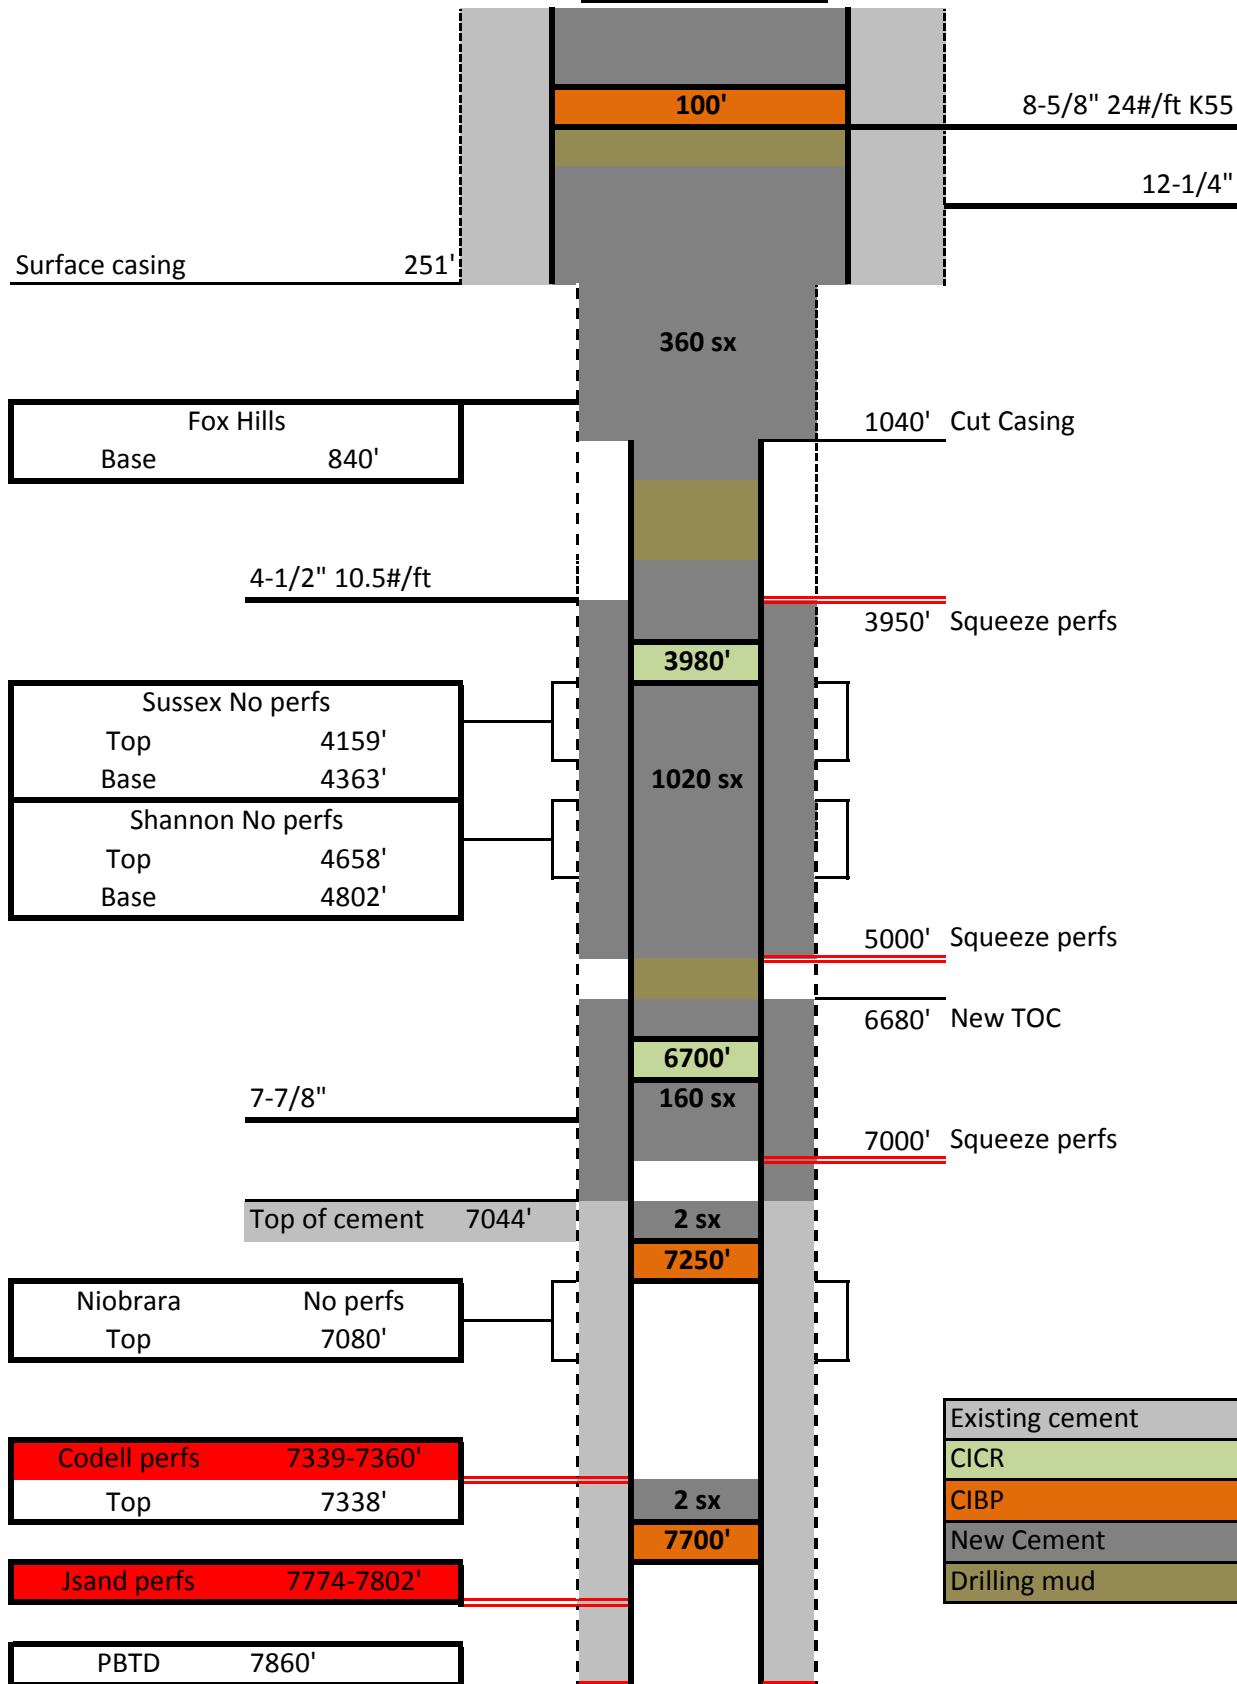 100'
8-5/8" 24#/ft K55
12-1/4"
Surface casing 251'
360 sx
Fox Hills
Base 840'
1040' Cut Casing
4-1/2" 10.5#/ft
3950' Squeeze perfs
3980'
Sussex No perfs
Top 4159'
Base 4363'
1020 sx
Shannon No perfs
Top 4658'
Base 4802'
5000' Squeeze perfs
6680' New TOC
6700'
7-7/8"
160 sx
7000' Squeeze perfs
Top of cement 7044'
2 sx
7250'
Niobrara No perfs
Top 7080'
Codell perfs 7339-7360'
Top 7338'
2 sx
7700'
Jsand perfs 7774-7802'
PBTD 7860'
Existing cement
CICR
CIBP
New Cement
Drilling mud